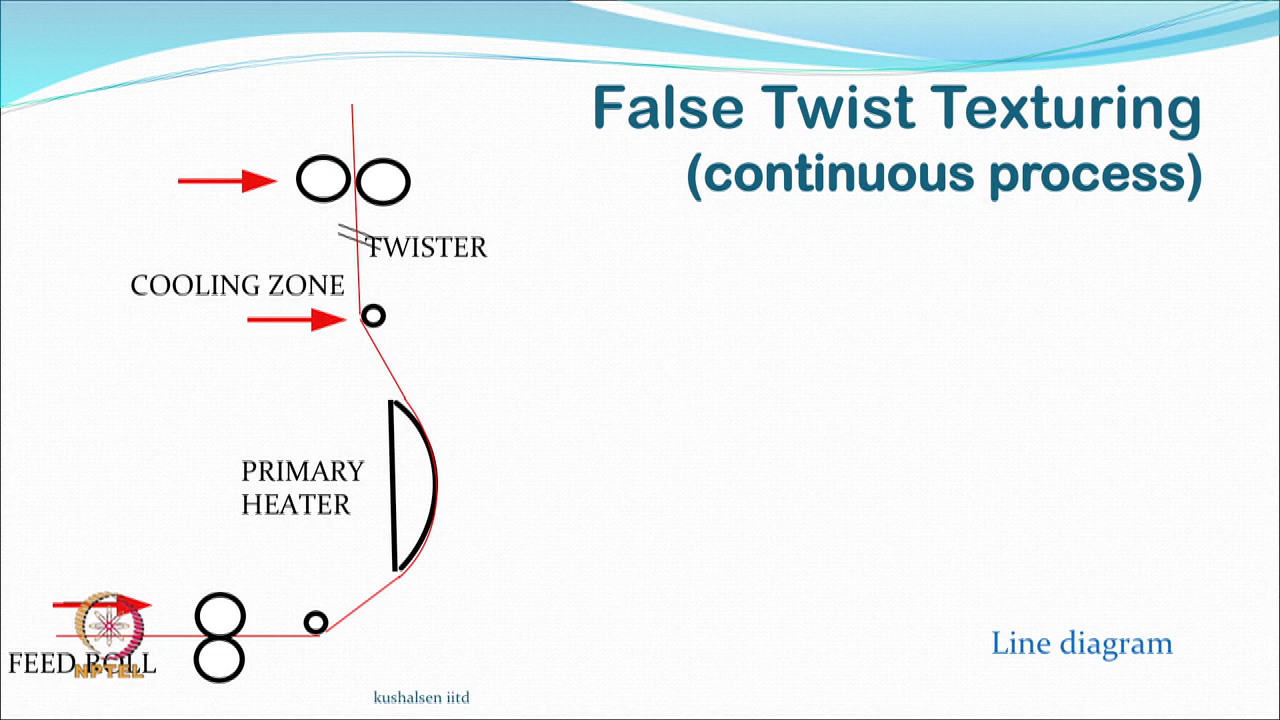 False Twist Texturing
(continuous process)
TWISTER
COOLING ZONE
PRIMARY
HEATER
FEED ROLL
NPTEL
Line diagram
kushalsen iitd